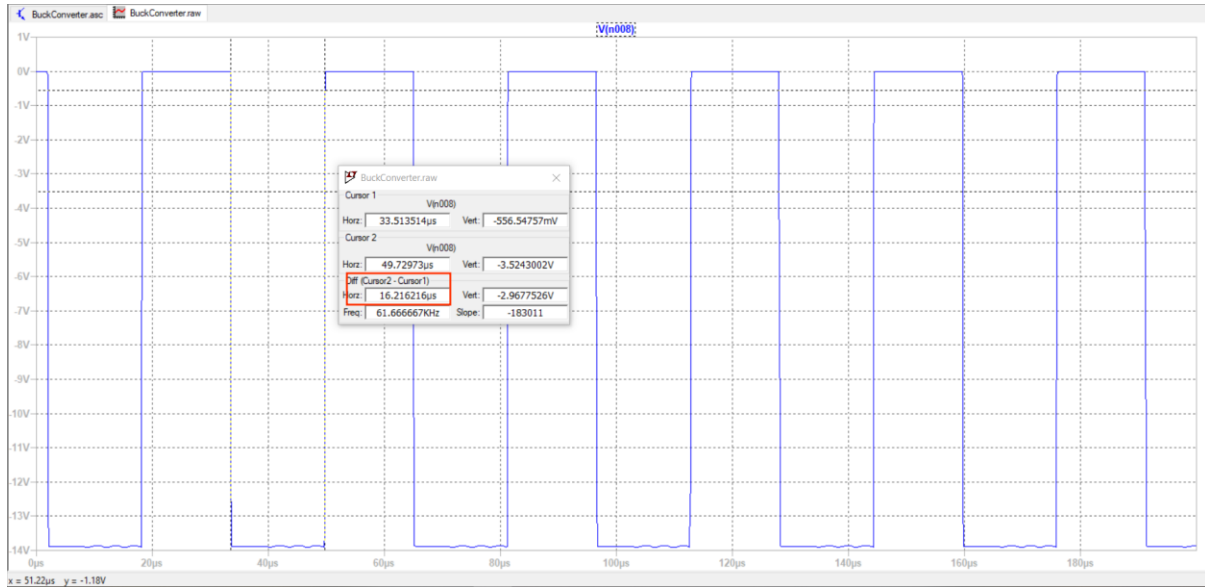 BuckConverter.asc BuckConverter.raw
V(n008)
1V
0V
-1V
-2V
-3V
-4V
-5V
-6V
-7V
-8V
-9V
-10V
-11V
-12V
-13V
-14V
BuckConverter.raw
Cursor 1
V(n008)
Horz: 33.513514µs Vert: -556.54757mV
Cursor 2
V(n008)
Horz: 49.72973µs Vert: -3.5243002V
Diff (Cursor2 - Cursor1)
Horz: 16.216216µs Vert: -2.9677526V
Freq: 61.666667KHz Slope: -183011
0µs 20µs 40µs 60µs 80µs 100µs 120µs 140µs 160µs 180µs
x = 51.22µs y = -1.18V